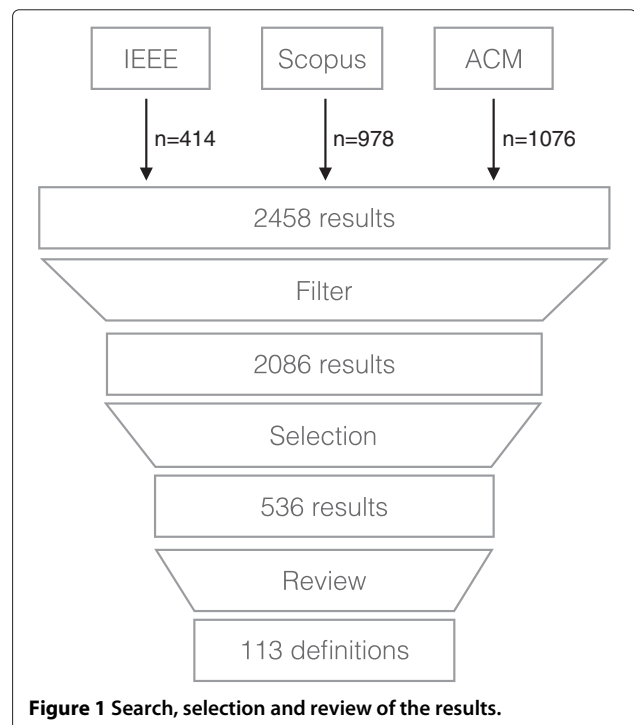 IEEE
Scopus
ACM
n=414
n=978
n=1076
2458 results
Filter
2086 results
Selection
536 results
Review
113 definitions
Figure 1 Search, selection and review of the results.